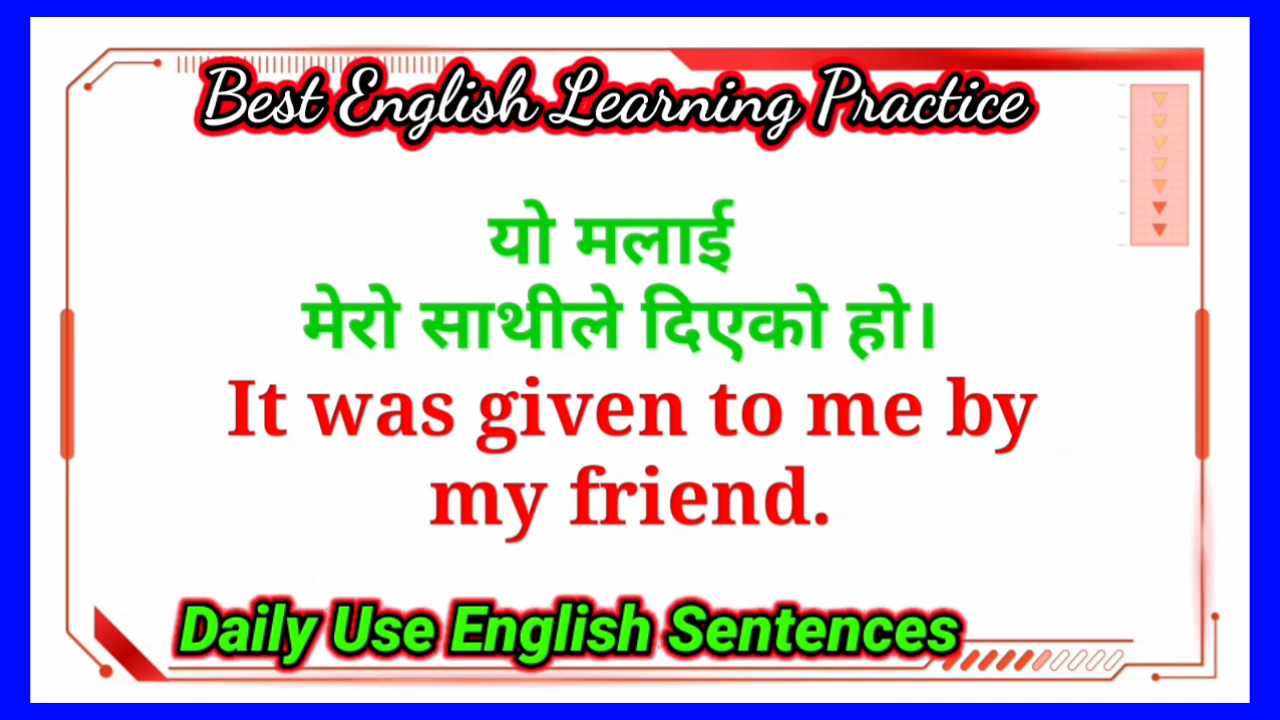 Best English Learning Practice
यो मलाई
मेरो साथीले दिएको हो।
It was given to me by
my friend.
Daily Use English Sentences